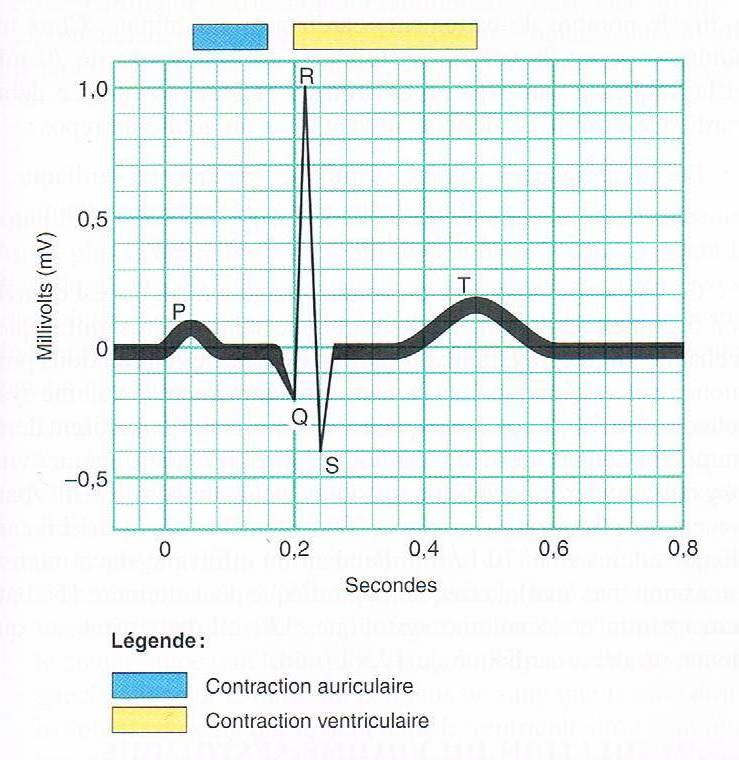 R
1,0
0,5
Millivolts (mV)
P
T
0
Q
S
–0,5
0
0,2
0,4
0,6
0,8
Secondes
Légende :
Contraction auriculaire
Contraction ventriculaire